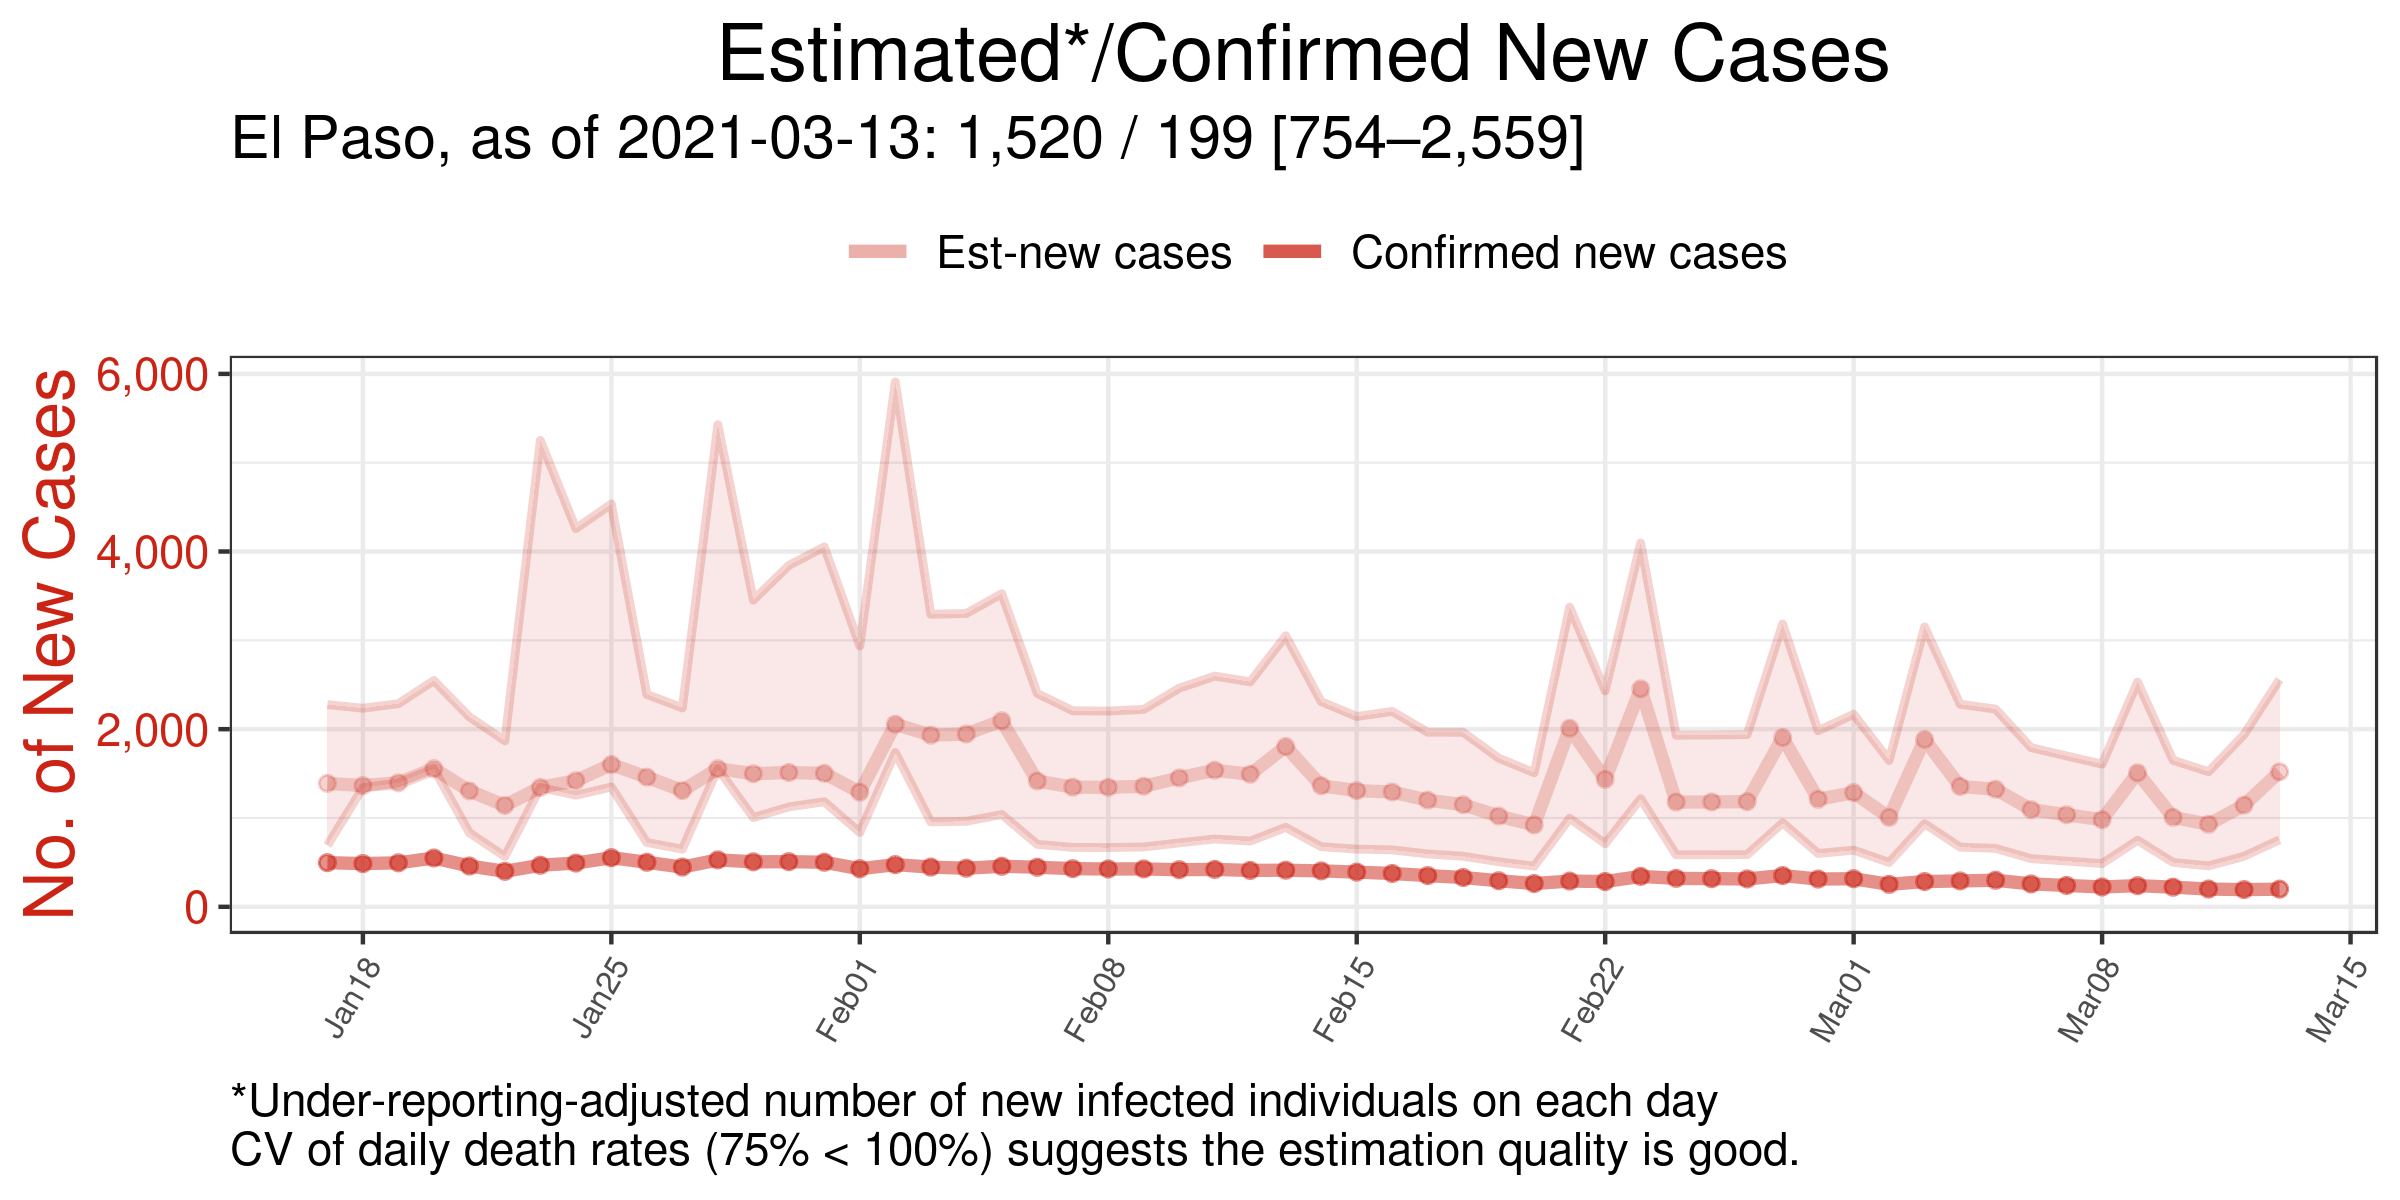 Estimated*/Confirmed New Cases
El Paso, as of 2021-03-13: 1,520 / 199 [754–2,559]
Est-new cases
Confirmed new cases
No. of New Cases
6,000
4,000
2,000
0
Jan18
Jan25
Feb01
Feb08
Feb15
Feb22
Mar01
Mar08
Mar15
*Under-reporting-adjusted number of new infected individuals on each day
CV of daily death rates (75% < 100%) suggests the estimation quality is good.